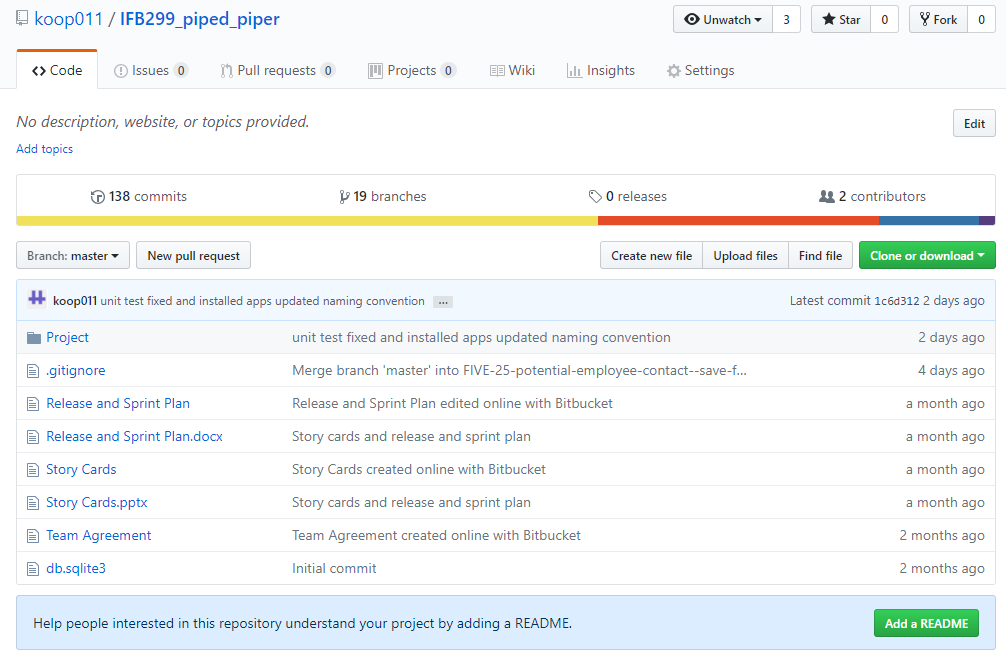 koop011 / IFB299_piped_piper
Unwatch 3 Star 0 Fork 0
Code Issues 0 Pull requests 0 Projects 0 Wiki Insights Settings
No description, website, or topics provided. Edit
Add topics
138 commits 19 branches 0 releases 2 contributors
Branch: master New pull request Create new file Upload files Find file Clone or download
koop011 unit test fixed and installed apps updated naming convention ... Latest commit 1c6d312 2 days ago
Project unit test fixed and installed apps updated naming convention 2 days ago
.gitignore Merge branch 'master' into FIVE-25-potential-employee-contact--save-f... 4 days ago
Release and Sprint Plan Release and Sprint Plan edited online with Bitbucket a month ago
Release and Sprint Plan.docx Story cards and release and sprint plan a month ago
Story Cards Story Cards created online with Bitbucket a month ago
Story Cards.pptx Story cards and release and sprint plan a month ago
Team Agreement Team Agreement created online with Bitbucket 2 months ago
db.sqlite3 Initial commit 2 months ago
Help people interested in this repository understand your project by adding a README. Add a README